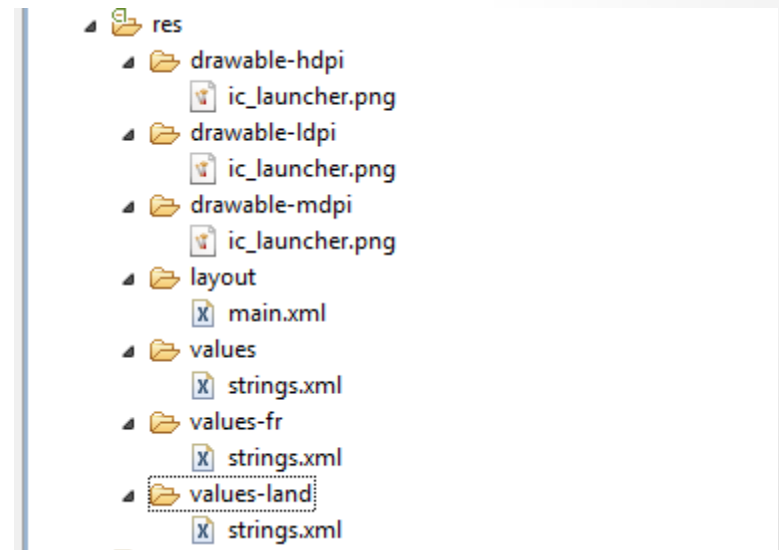 res
drawable-hdpi
ic_launcher.png
drawable-ldpi
ic_launcher.png
drawable-mdpi
ic_launcher.png
layout
main.xml
values
strings.xml
values-fr
strings.xml
values-land
strings.xml